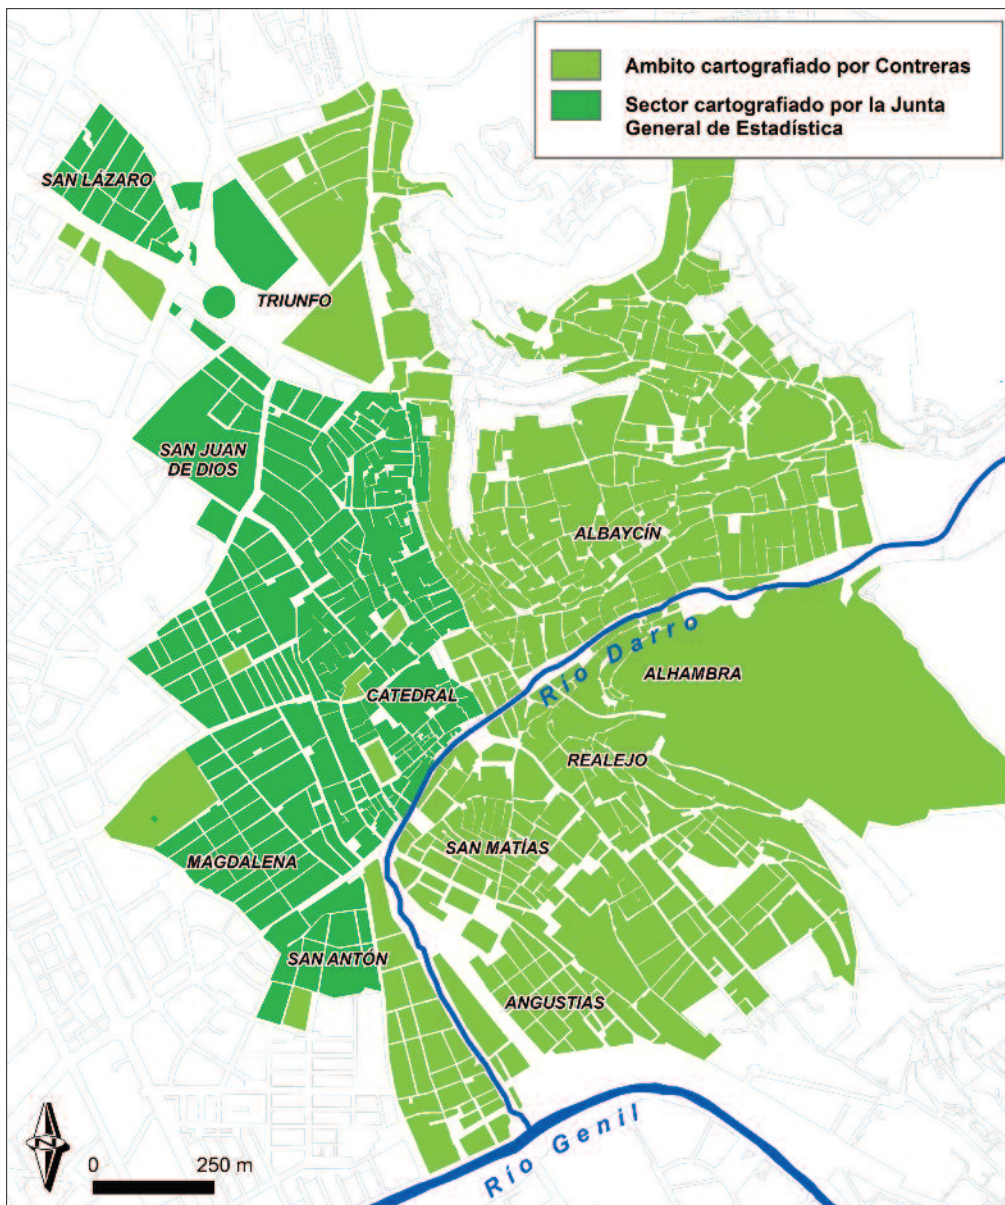 Ambito cartografiado por Contreras
Sector cartografiado por la Junta
General de Estadística
SAN LÁZARO
TRIUNFO
SAN JUAN
DE DIOS
ALBAYCÍN
Río Darro
ALHAMBRA
CATEDRAL
REALEJO
SAN MATÍAS
MAGDALENA
SAN ANTÓN
ANGUSTIAS
Río Genil
N
0 250 m